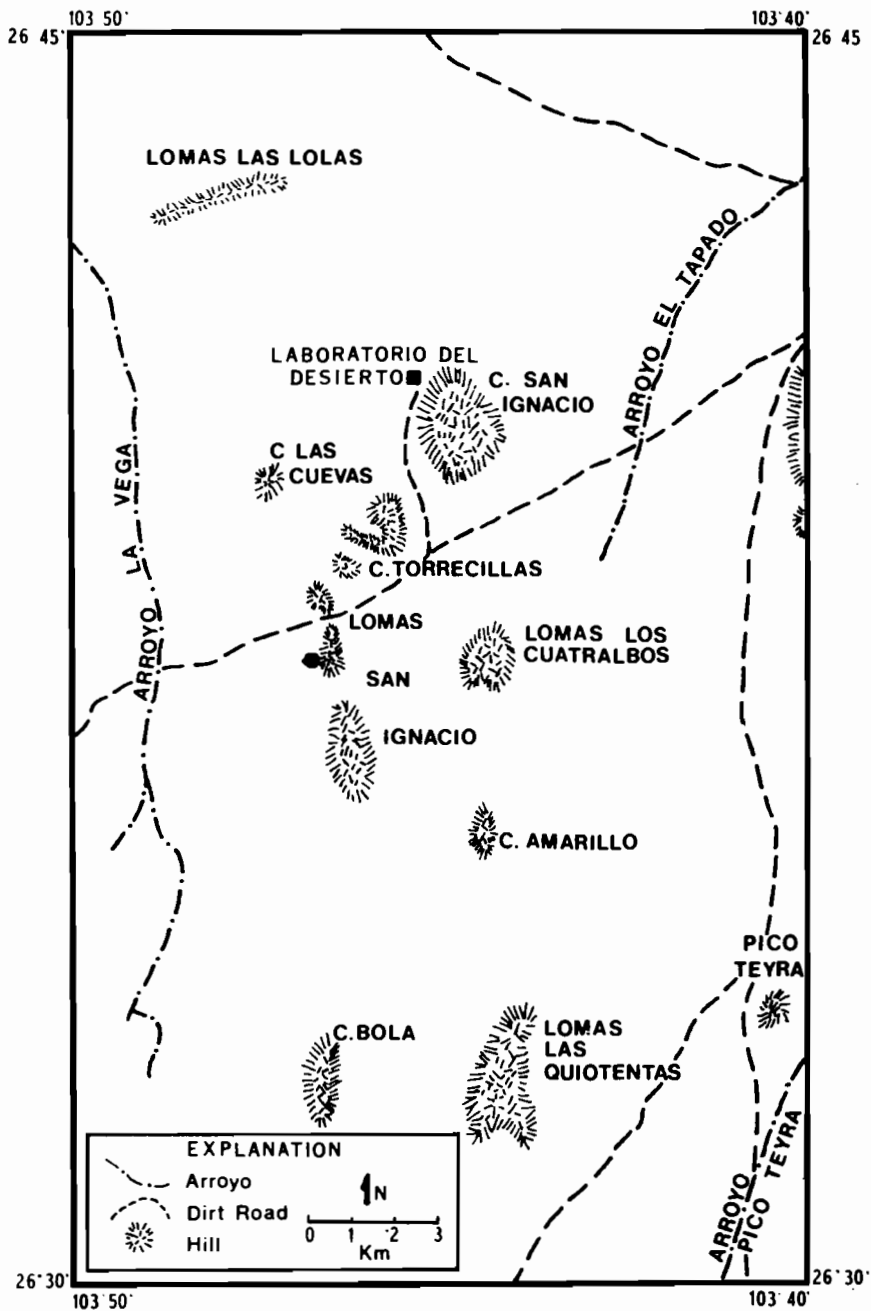 103 50'
103°40'
26 45'
26 45
LOMAS LAS LOLAS
ARROYO EL TAPADO
LABORATORIO DEL
DESIERTO
C. SAN
IGNACIO
C LAS
CUEVAS
ARROYO LA VEGA
C. TORRECILLAS
LOMAS
SAN
IGNACIO
LOMAS LOS
CUATRALBOS
C. AMARILLO
PICO
TEYRA
C. BOLA
LOMAS
LAS
QUIOTENTAS
ARROYO
PICO TEYRA
EXPLANATION
Arroyo
Dirt Road
Hill
N
0 1 2 3
Km
26°30'
26°30'
103°50'
103°40'